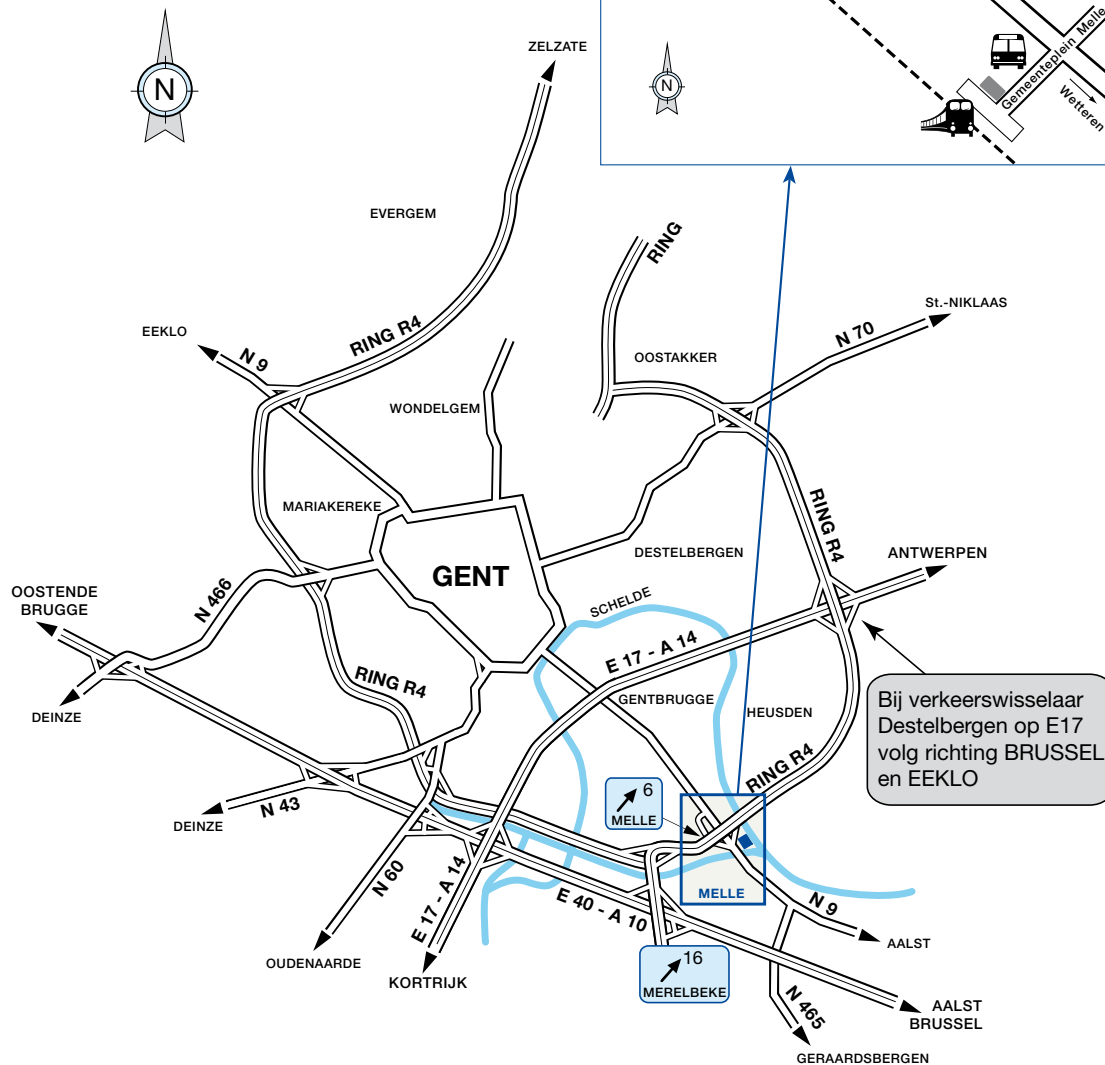 N
ZELZATE
N
Gemeenteplein Melle
Wetteren
EVERGEM
RING
EEKLO
N 9
RING R4
St.-NIKLAAS
N 70
OOSTAKKER
WONDELGEM
MARIAKEREKE
RING R4
DESTELBERGEN
ANTWERPEN
GENT
OOSTENDE
BRUGGE
N 466
SCHELDE
E 17 - A 14
RING R4
GENTBRUGGE
HEUSDEN
DEINZE
Bij verkeerswisselaar
Destelbergen op E17
volg richting BRUSSEL
en EEKLO
RING R4
6
MELLE
N 43
DEINZE
N 60
E 17 - A 14
E 40 - A 10
MELLE
N 9
AALST
OUDENAARDE
KORTRIJK
16
MERELBEKE
N 465
AALST
BRUSSEL
GERAARDSBERGEN